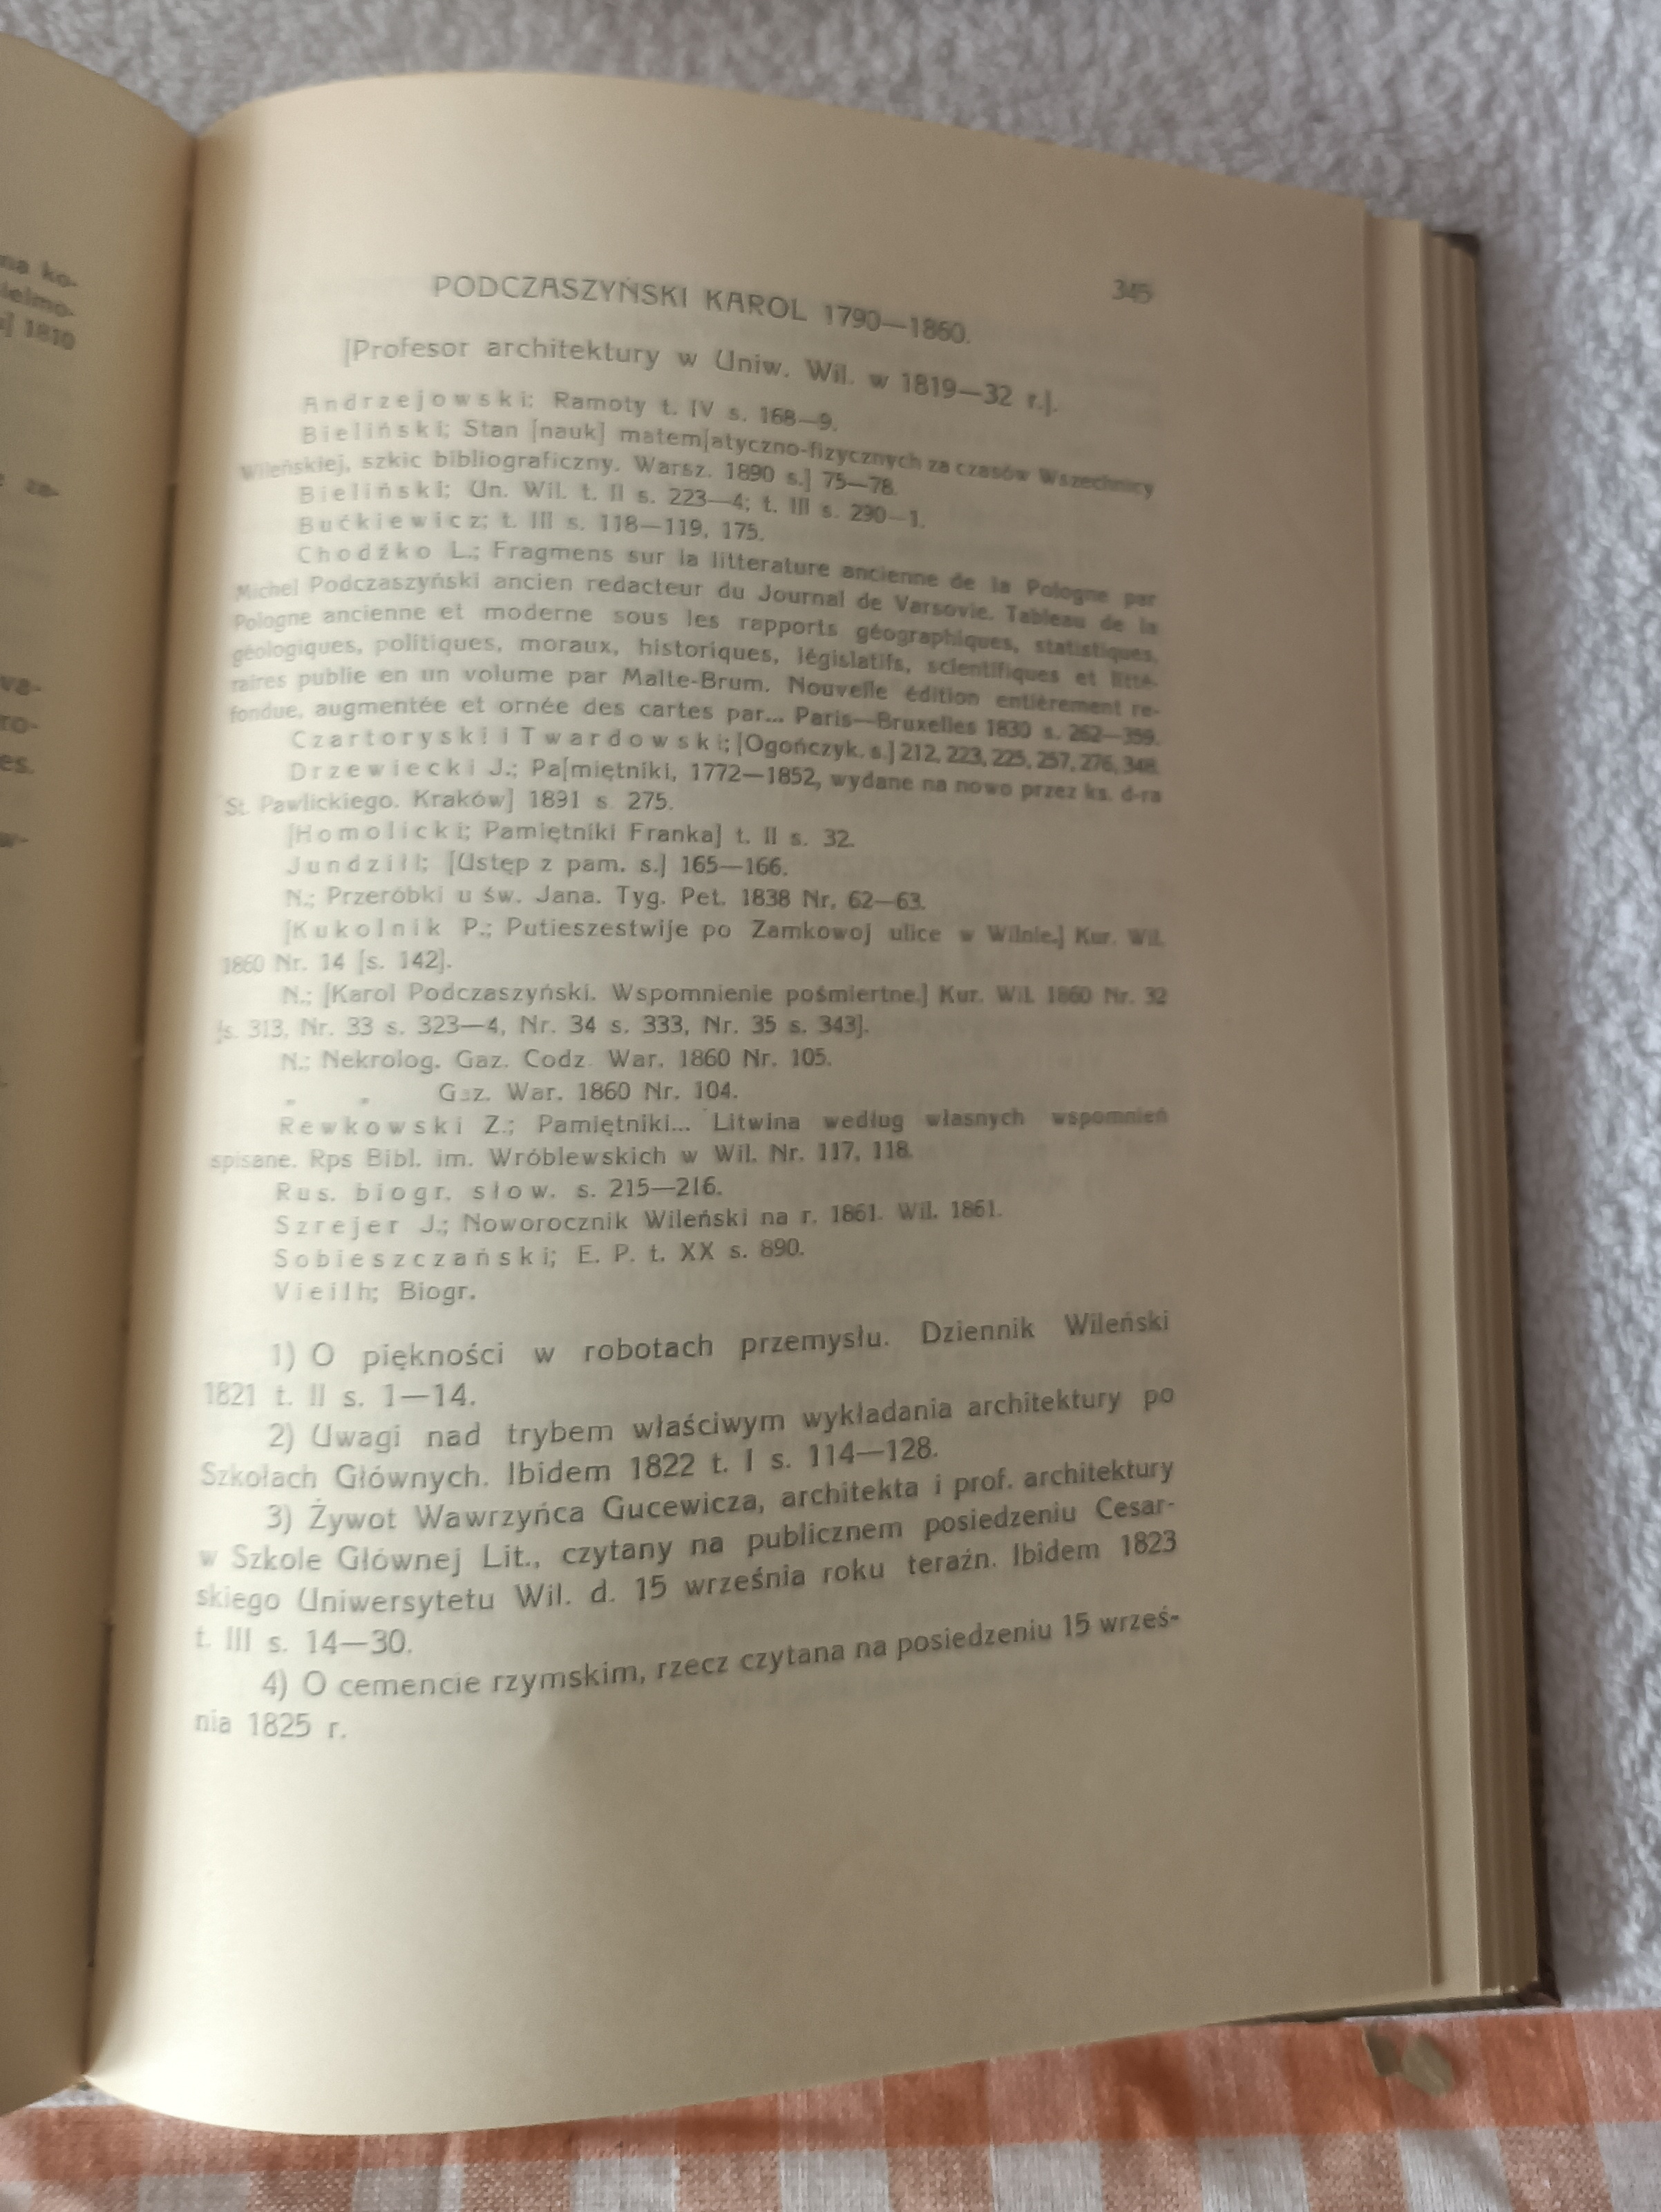 na ko-
ielmo-
1810
za-
va-
ro-
es.
345
PODCZASZYŃSKI KAROL 1790—1860.
[Profesor architektury w Uniw. Wil. w 1819—32 r.].
Andrzejowski: Ramoty t. IV s. 168—9.
Bieliński; Stan [nauk] matem[atyczno-fizycznych za czasów Wszechnicy
Wileńskiej, szkic bibliograficzny. Warsz. 1890 s.] 75—78.
Bieliński; Un. Wil. t. II s. 223—4; t. III s. 290—1.
Bućkiewicz; t. III s. 118—119, 175.
Chodźko L.; Fragmens sur la litterature ancienne de la Pologne par
Michel Podczaszyński ancien redacteur du Journal de Varsovie. Tableau de la
Pologne ancienne et moderne sous les rapports géographiques, statistiques,
géologiques, politiques, moraux, historiques, législatifs, scientifiques et litté-
raires publie en un volume par Malte-Brum. Nouvelle édition entièrement re-
fondue, augmentée et ornée des cartes par... Paris—Bruxelles 1830 s. 262—359.
Czartoryski i Twardowski; [Ogończyk. s.] 212, 223, 225, 257, 276, 348.
Drzewiecki J.; Pa[miętniki, 1772—1852, wydane na nowo przez ks. d-ra
St. Pawlickiego. Kraków] 1891 s. 275.
[Homolicki; Pamiętniki Franka] t. II s. 32.
Jundziłł; [Ustęp z pam. s.] 165—166.
N.; Przeróbki u św. Jana. Tyg. Pet. 1838 Nr. 62—63.
[Kukolnik P.; Putieszestwije po Zamkowoj ulice w Wilnie.] Kur. Wil.
1860 Nr. 14 [s. 142].
N.; [Karol Podczaszyński. Wspomnienie pośmiertne.] Kur. Wil. 1860 Nr. 32
[s. 313, Nr. 33 s. 323—4, Nr. 34 s. 333, Nr. 35 s. 343].
N.; Nekrolog. Gaz. Codz. War. 1860 Nr. 105.
„ „ Gaz. War. 1860 Nr. 104.
Rewkowski Z.; Pamiętniki... Litwina według własnych wspomnień
spisane. Rps Bibl. im. Wróblewskich w Wil. Nr. 117, 118.
Rus. biogr. słow. s. 215—216.
Szrejer J.; Noworocznik Wileński na r. 1861. Wil. 1861.
Sobieszczański; E. P. t. XX s. 890.
Vieilh; Biogr.
1) O piękności w robotach przemysłu. Dziennik Wileński
1821 t. II s. 1—14.
2) Uwagi nad trybem właściwym wykładania architektury po
Szkołach Głównych. Ibidem 1822 t. I s. 114—128.
3) Żywot Wawrzyńca Gucewicza, architekta i prof. architektury
w Szkole Głównej Lit., czytany na publicznem posiedzeniu Cesar-
skiego Uniwersytetu Wil. d. 15 września roku teraźn. Ibidem 1823
t. III s. 14—30.
4) O cemencie rzymskim, rzecz czytana na posiedzeniu 15 wrześ-
nia 1825 r.